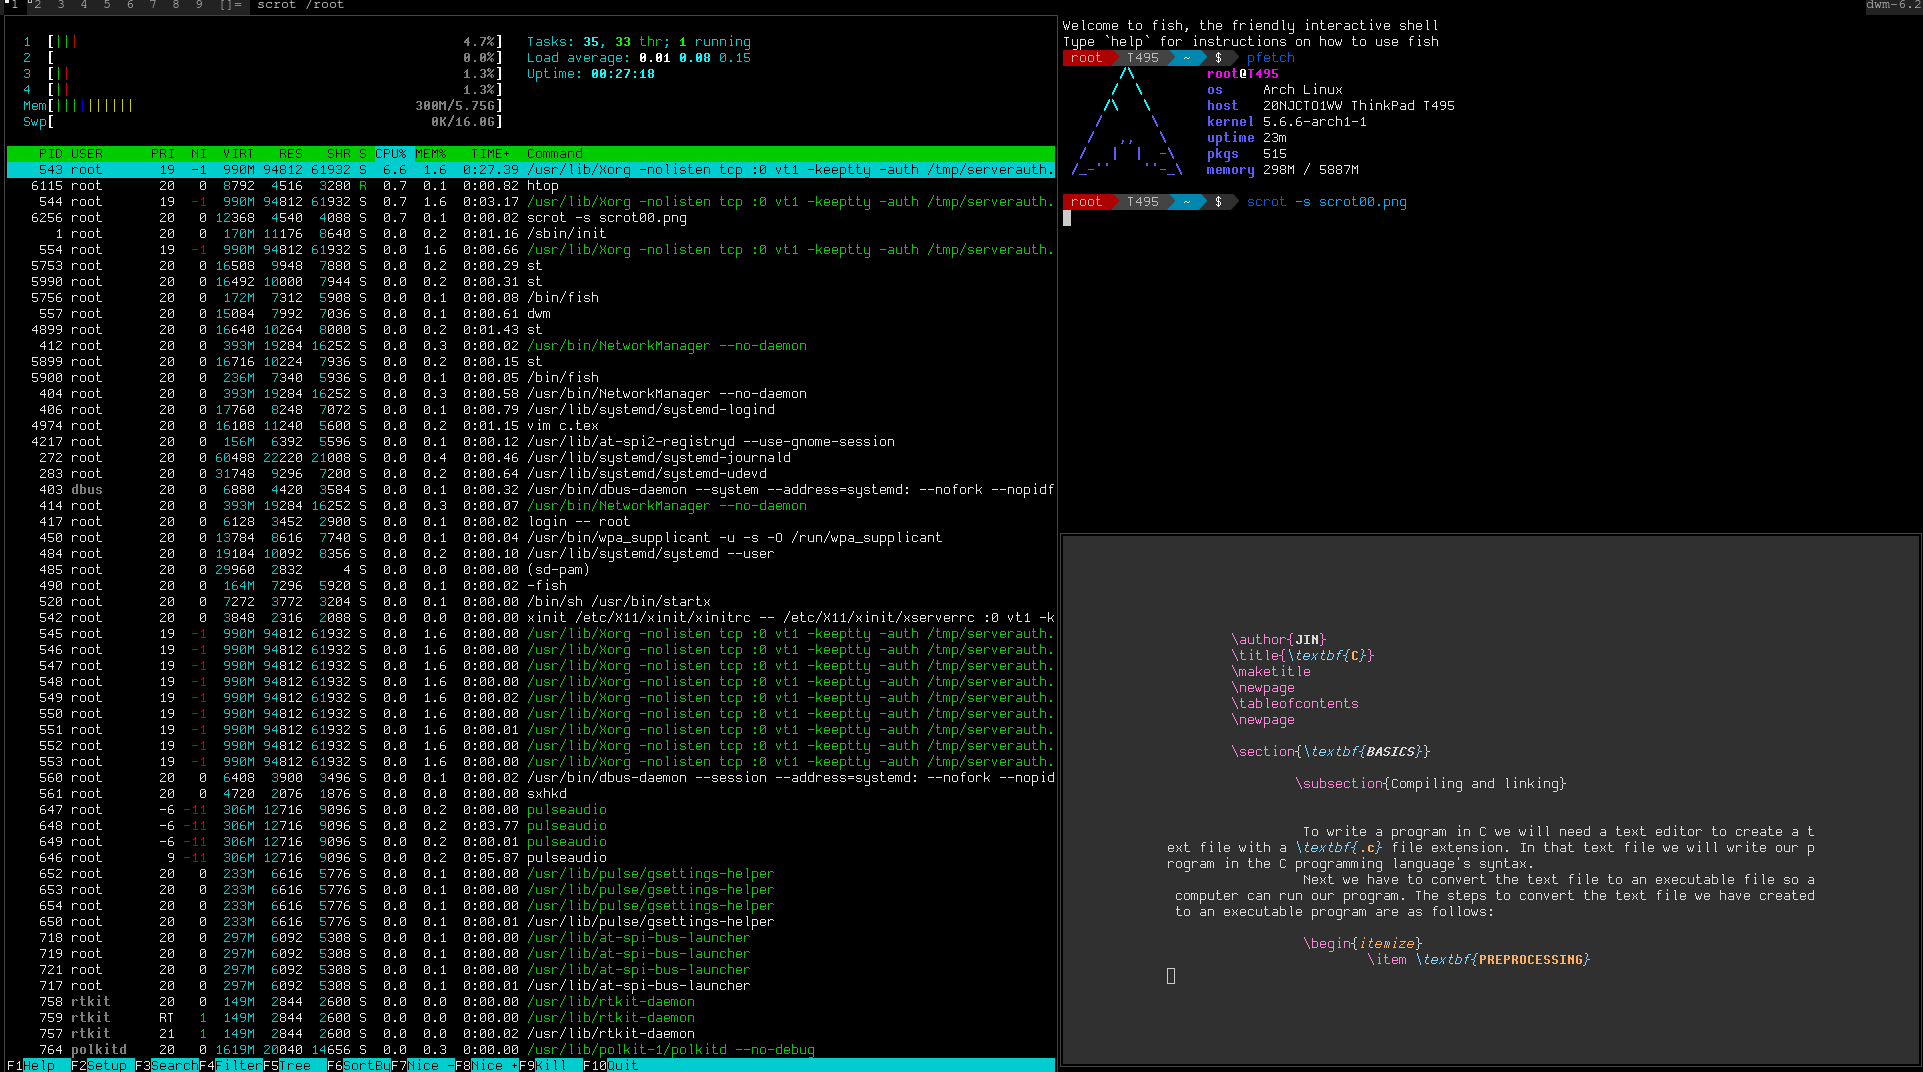 1 2 3 4 5 6 7 8 9 []= scrot /root dwm-6.2
1 [||| 4.7%] Tasks: 35, 33 thr; 1 running
2 [ 0.0%] Load average: 0.01 0.08 0.15
3 [|| 1.3%] Uptime: 00:27:18
4 [|| 1.3%]
Mem[|||||||||| 300M/5.75G]
Swp[ 0K/16.0G]
PID USER PRI NI VIRT RES SHR S CPU% MEM% TIME+ Command
543 root 19 -1 990M 94812 61932 S 6.6 1.6 0:27.39 /usr/lib/Xorg -nolisten tcp :0 vt1 -keeptty -auth /tmp/serverauth.
6115 root 20 0 8792 4516 3280 R 0.7 0.1 0:00.82 htop
544 root 19 -1 990M 94812 61932 S 0.7 1.6 0:03.17 /usr/lib/Xorg -nolisten tcp :0 vt1 -keeptty -auth /tmp/serverauth.
6256 root 20 0 12368 4540 4088 S 0.7 0.1 0:00.02 scrot -s scrot00.png
1 root 20 0 170M 11176 8640 S 0.0 0.2 0:01.16 /sbin/init
554 root 19 -1 990M 94812 61932 S 0.0 1.6 0:00.66 /usr/lib/Xorg -nolisten tcp :0 vt1 -keeptty -auth /tmp/serverauth.
5753 root 20 0 16508 9948 7880 S 0.0 0.2 0:00.29 st
5990 root 20 0 16492 10000 7944 S 0.0 0.2 0:00.31 st
5756 root 20 0 172M 7312 5908 S 0.0 0.1 0:00.08 /bin/fish
557 root 20 0 15084 7992 7036 S 0.0 0.1 0:00.61 dwm
4899 root 20 0 16640 10264 8000 S 0.0 0.2 0:01.43 st
412 root 20 0 393M 19284 16252 S 0.0 0.3 0:00.02 /usr/bin/NetworkManager --no-daemon
5899 root 20 0 16716 10224 7936 S 0.0 0.2 0:00.15 st
5900 root 20 0 236M 7340 5936 S 0.0 0.1 0:00.05 /bin/fish
404 root 20 0 393M 19284 16252 S 0.0 0.3 0:00.58 /usr/bin/NetworkManager --no-daemon
406 root 20 0 17760 8248 7072 S 0.0 0.1 0:00.79 /usr/lib/systemd/systemd-logind
4974 root 20 0 16108 11240 5600 S 0.0 0.2 0:01.15 vim c.tex
4217 root 20 0 156M 6392 5596 S 0.0 0.1 0:00.12 /usr/lib/at-spi2-registryd --use-gnome-session
272 root 20 0 60488 22220 21008 S 0.0 0.4 0:00.46 /usr/lib/systemd/systemd-journald
283 root 20 0 31748 9296 7200 S 0.0 0.2 0:00.64 /usr/lib/systemd/systemd-udevd
403 dbus 20 0 6880 4420 3584 S 0.0 0.1 0:00.32 /usr/bin/dbus-daemon --system --address=systemd: --nofork --nopidf
414 root 20 0 393M 19284 16252 S 0.0 0.3 0:00.07 /usr/bin/NetworkManager --no-daemon
417 root 20 0 6128 3452 2900 S 0.0 0.1 0:00.02 login -- root
450 root 20 0 13784 8616 7740 S 0.0 0.1 0:00.04 /usr/bin/wpa_supplicant -u -s -O /run/wpa_supplicant
484 root 20 0 19104 10092 8356 S 0.0 0.2 0:00.10 /usr/lib/systemd/systemd --user
485 root 20 0 29960 2832 4 S 0.0 0.0 0:00.00 (sd-pam)
490 root 20 0 164M 7296 5920 S 0.0 0.1 0:00.02 -fish
520 root 20 0 7272 3772 3204 S 0.0 0.1 0:00.00 /bin/sh /usr/bin/startx
542 root 20 0 3848 2316 2088 S 0.0 0.0 0:00.00 xinit /etc/X11/xinit/xinitrc -- /etc/X11/xinit/xserverrc :0 vt1 -k
545 root 19 -1 990M 94812 61932 S 0.0 1.6 0:00.00 /usr/lib/Xorg -nolisten tcp :0 vt1 -keeptty -auth /tmp/serverauth.
546 root 19 -1 990M 94812 61932 S 0.0 1.6 0:00.00 /usr/lib/Xorg -nolisten tcp :0 vt1 -keeptty -auth /tmp/serverauth.
547 root 19 -1 990M 94812 61932 S 0.0 1.6 0:00.00 /usr/lib/Xorg -nolisten tcp :0 vt1 -keeptty -auth /tmp/serverauth.
548 root 19 -1 990M 94812 61932 S 0.0 1.6 0:00.00 /usr/lib/Xorg -nolisten tcp :0 vt1 -keeptty -auth /tmp/serverauth.
549 root 19 -1 990M 94812 61932 S 0.0 1.6 0:00.02 /usr/lib/Xorg -nolisten tcp :0 vt1 -keeptty -auth /tmp/serverauth.
550 root 19 -1 990M 94812 61932 S 0.0 1.6 0:00.00 /usr/lib/Xorg -nolisten tcp :0 vt1 -keeptty -auth /tmp/serverauth.
551 root 19 -1 990M 94812 61932 S 0.0 1.6 0:00.01 /usr/lib/Xorg -nolisten tcp :0 vt1 -keeptty -auth /tmp/serverauth.
552 root 19 -1 990M 94812 61932 S 0.0 1.6 0:00.00 /usr/lib/Xorg -nolisten tcp :0 vt1 -keeptty -auth /tmp/serverauth.
553 root 19 -1 990M 94812 61932 S 0.0 1.6 0:00.00 /usr/lib/Xorg -nolisten tcp :0 vt1 -keeptty -auth /tmp/serverauth.
560 root 20 0 6408 3900 3496 S 0.0 0.1 0:00.02 /usr/bin/dbus-daemon --session --address=systemd: --nofork --nopid
561 root 20 0 4720 2076 1876 S 0.0 0.0 0:00.00 sxhkd
647 root -6 -11 306M 12716 9096 S 0.0 0.2 0:00.00 pulseaudio
648 root -6 -11 306M 12716 9096 S 0.0 0.2 0:03.77 pulseaudio
649 root -6 -11 306M 12716 9096 S 0.0 0.2 0:00.01 pulseaudio
646 root 9 -11 306M 12716 9096 S 0.0 0.2 0:05.87 pulseaudio
652 root 20 0 233M 6616 5776 S 0.0 0.1 0:00.00 /usr/lib/pulse/gsettings-helper
653 root 20 0 233M 6616 5776 S 0.0 0.1 0:00.00 /usr/lib/pulse/gsettings-helper
654 root 20 0 233M 6616 5776 S 0.0 0.1 0:00.00 /usr/lib/pulse/gsettings-helper
650 root 20 0 233M 6616 5776 S 0.0 0.1 0:00.01 /usr/lib/pulse/gsettings-helper
718 root 20 0 297M 6092 5308 S 0.0 0.1 0:00.00 /usr/lib/at-spi-bus-launcher
719 root 20 0 297M 6092 5308 S 0.0 0.1 0:00.00 /usr/lib/at-spi-bus-launcher
721 root 20 0 297M 6092 5308 S 0.0 0.1 0:00.00 /usr/lib/at-spi-bus-launcher
717 root 20 0 297M 6092 5308 S 0.0 0.1 0:00.01 /usr/lib/at-spi-bus-launcher
758 rtkit 20 0 149M 2844 2600 S 0.0 0.0 0:00.00 /usr/lib/rtkit-daemon
759 rtkit RT 1 149M 2844 2600 S 0.0 0.0 0:00.00 /usr/lib/rtkit-daemon
757 rtkit 21 1 149M 2844 2600 S 0.0 0.0 0:00.02 /usr/lib/rtkit-daemon
764 polkitd 20 0 1619M 20040 14656 S 0.0 0.3 0:00.00 /usr/lib/polkit-1/polkitd --no-debug
F1Help F2Setup F3SearchF4FilterF5Tree F6SortByF7Nice -F8Nice +F9Kill F10Quit
Welcome to fish, the friendly interactive shell
Type `help` for instructions on how to use fish
root T495 ~ $ pfetch
root@T495
os Arch Linux
host 20NJCTO1WW ThinkPad T495
kernel 5.6.6-arch1-1
uptime 23m
pkgs 515
memory 298M / 5887M
root T495 ~ $ scrot -s scrot00.png
\author{JIN}
\title{\textbf{C}}
\maketitle
\newpage
\tableofcontents
\newpage
\section{\textbf{BASICS}}
\subsection{Compiling and linking}
To write a program in C we will need a text editor to create a t
ext file with a \textbf{.c} file extension. In that text file we will write our p
rogram in the C programming language's syntax.
Next we have to convert the text file to an executable file so a
computer can run our program. The steps to convert the text file we have created
to an executable program are as follows:
\begin{itemize}
\item \textbf{PREPROCESSING}